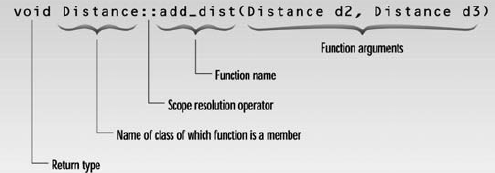 void Distance::add_dist(Distance d2, Distance d3)
Function arguments
Function name
Scope resolution operator
Name of class of which function is a member
Return type